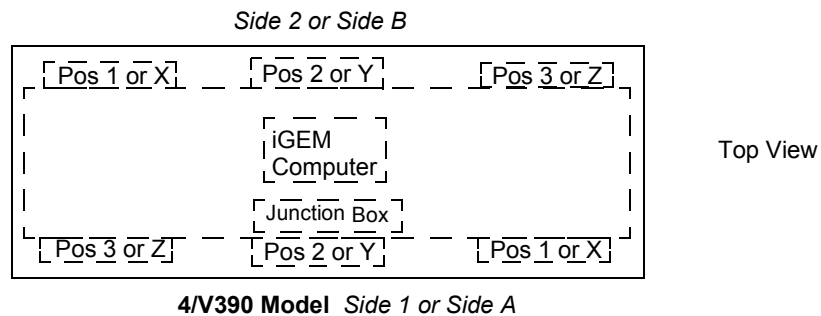 Side 2 or Side B
Pos 1 or X
Pos 2 or Y
Pos 3 or Z
iGEM
Computer
Top View
Junction Box
Pos 3 or Z
Pos 2 or Y
Pos 1 or X
4/V390 Model Side 1 or Side A